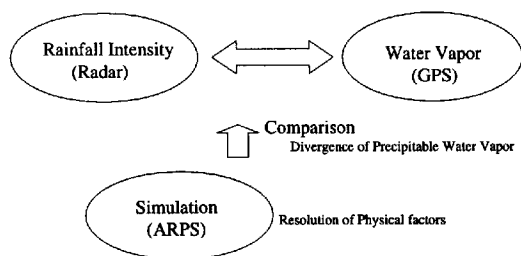 Rainfall Intensity
(Radar)
Water Vapor
(GPS)
Comparison
Divergence of Precipitable Water Vapor
Simulation
(ARPS)
Resolution of Physical factors